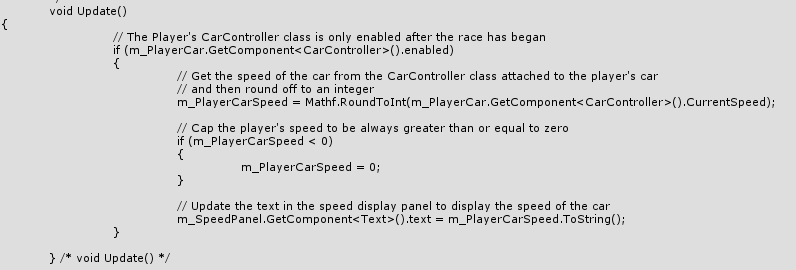 void Update()
{
// The Player's CarController class is only enabled after the race has began
if (m_PlayerCar.GetComponent<CarController>().enabled)
{
// Get the speed of the car from the CarController class attached to the player's car
// and then round off to an integer
m_PlayerCarSpeed = Mathf.RoundToInt(m_PlayerCar.GetComponent<CarController>().CurrentSpeed);
// Cap the player's speed to be always greater than or equal to zero
if (m_PlayerCarSpeed < 0)
{
m_PlayerCarSpeed = 0;
}
// Update the text in the speed display panel to display the speed of the car
m_SpeedPanel.GetComponent<Text>().text = m_PlayerCarSpeed.ToString();
}
} /* void Update() */